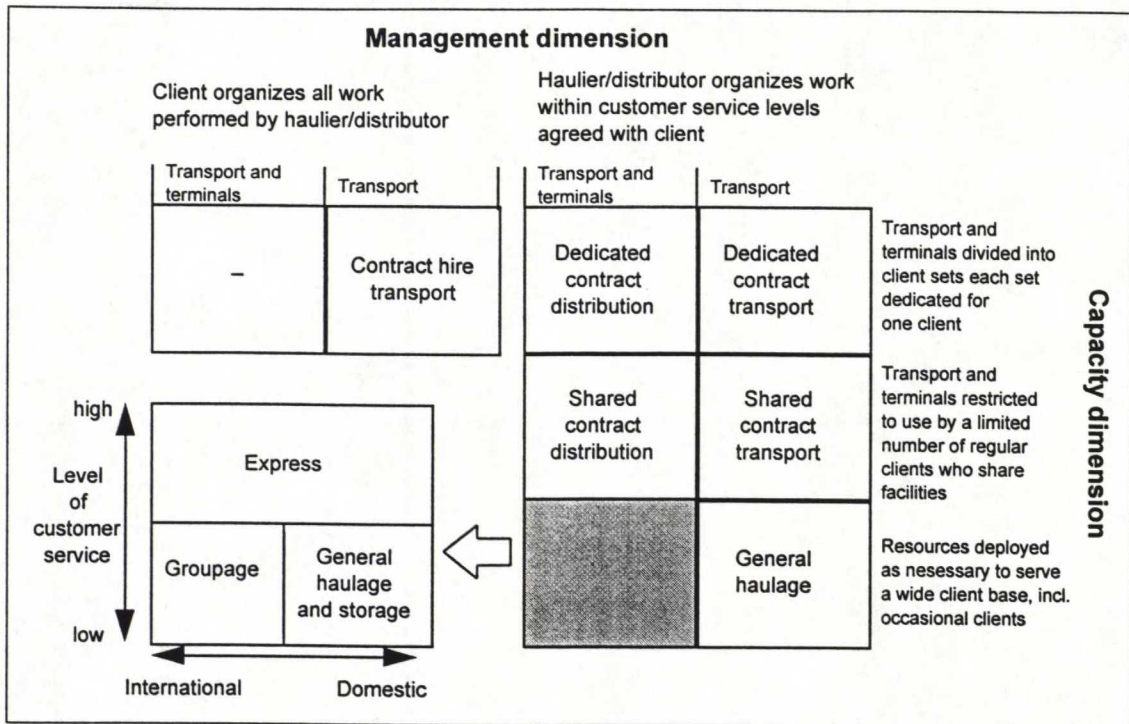 Management dimension
Client organizes all work
performed by haulier/distributor
Haulier/distributor organizes work
within customer service levels
agreed with client
Transport and
terminals
Transport
Transport and
terminals
Transport
–
Contract hire
transport
Dedicated
contract
distribution
Dedicated
contract
transport
Transport and
terminals divided into
client sets each set
dedicated for
one client
Capacity dimension
Shared
contract
distribution
Shared
contract
transport
Transport and
terminals restricted
to use by a limited
number of regular
clients who share
facilities
General
haulage
Resources deployed
as nesessary to serve
a wide client base, incl.
occasional clients
high
Level
of
customer
service
low
Express
Groupage
General
haulage
and storage
International
Domestic